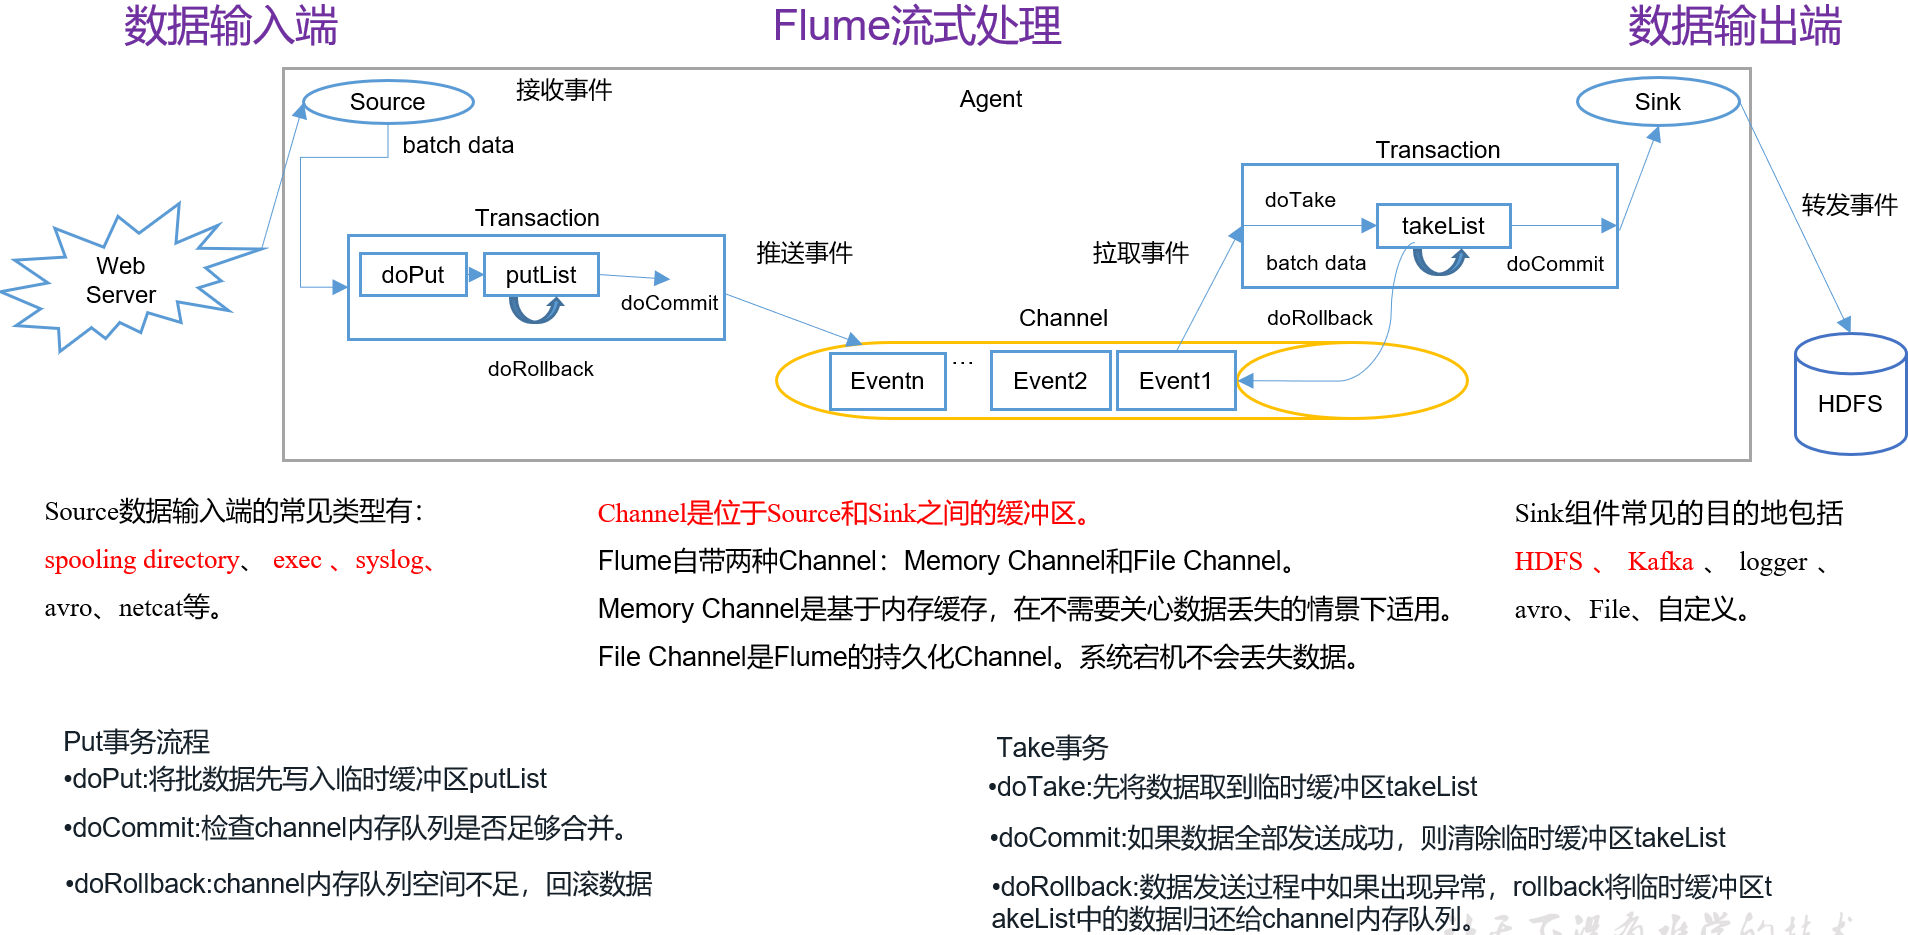 数据输入端
Flume流式处理
数据输出端
Source
接收事件
Agent
Sink
batch data
Transaction
Transaction
doTake
takeList
转发事件
Web
Server
doPut
putList
doCommit
推送事件
拉取事件
batch data
doCommit
doRollback
Channel
doRollback
Eventn
...
Event2
Event1
HDFS
Source数据输入端的常见类型有：
spooling directory、 exec 、syslog、
avro、netcat等。
Channel是位于Source和Sink之间的缓冲区。
Flume自带两种Channel：Memory Channel和File Channel。
Memory Channel是基于内存缓存，在不需要关心数据丢失的情景下适用。
File Channel是Flume的持久化Channel。系统宕机不会丢失数据。
Sink组件常见的目的地包括
HDFS 、 Kafka 、 logger 、
avro、File、自定义。
Put事务流程
•doPut:将批数据先写入临时缓冲区putList
•doCommit:检查channel内存队列是否足够合并。
•doRollback:channel内存队列空间不足，回滚数据
Take事务
•doTake:先将数据取到临时缓冲区takeList
•doCommit:如果数据全部发送成功，则清除临时缓冲区takeList
•doRollback:数据发送过程中如果出现异常，rollback将临时缓冲区t
akeList中的数据归还给channel内存队列。